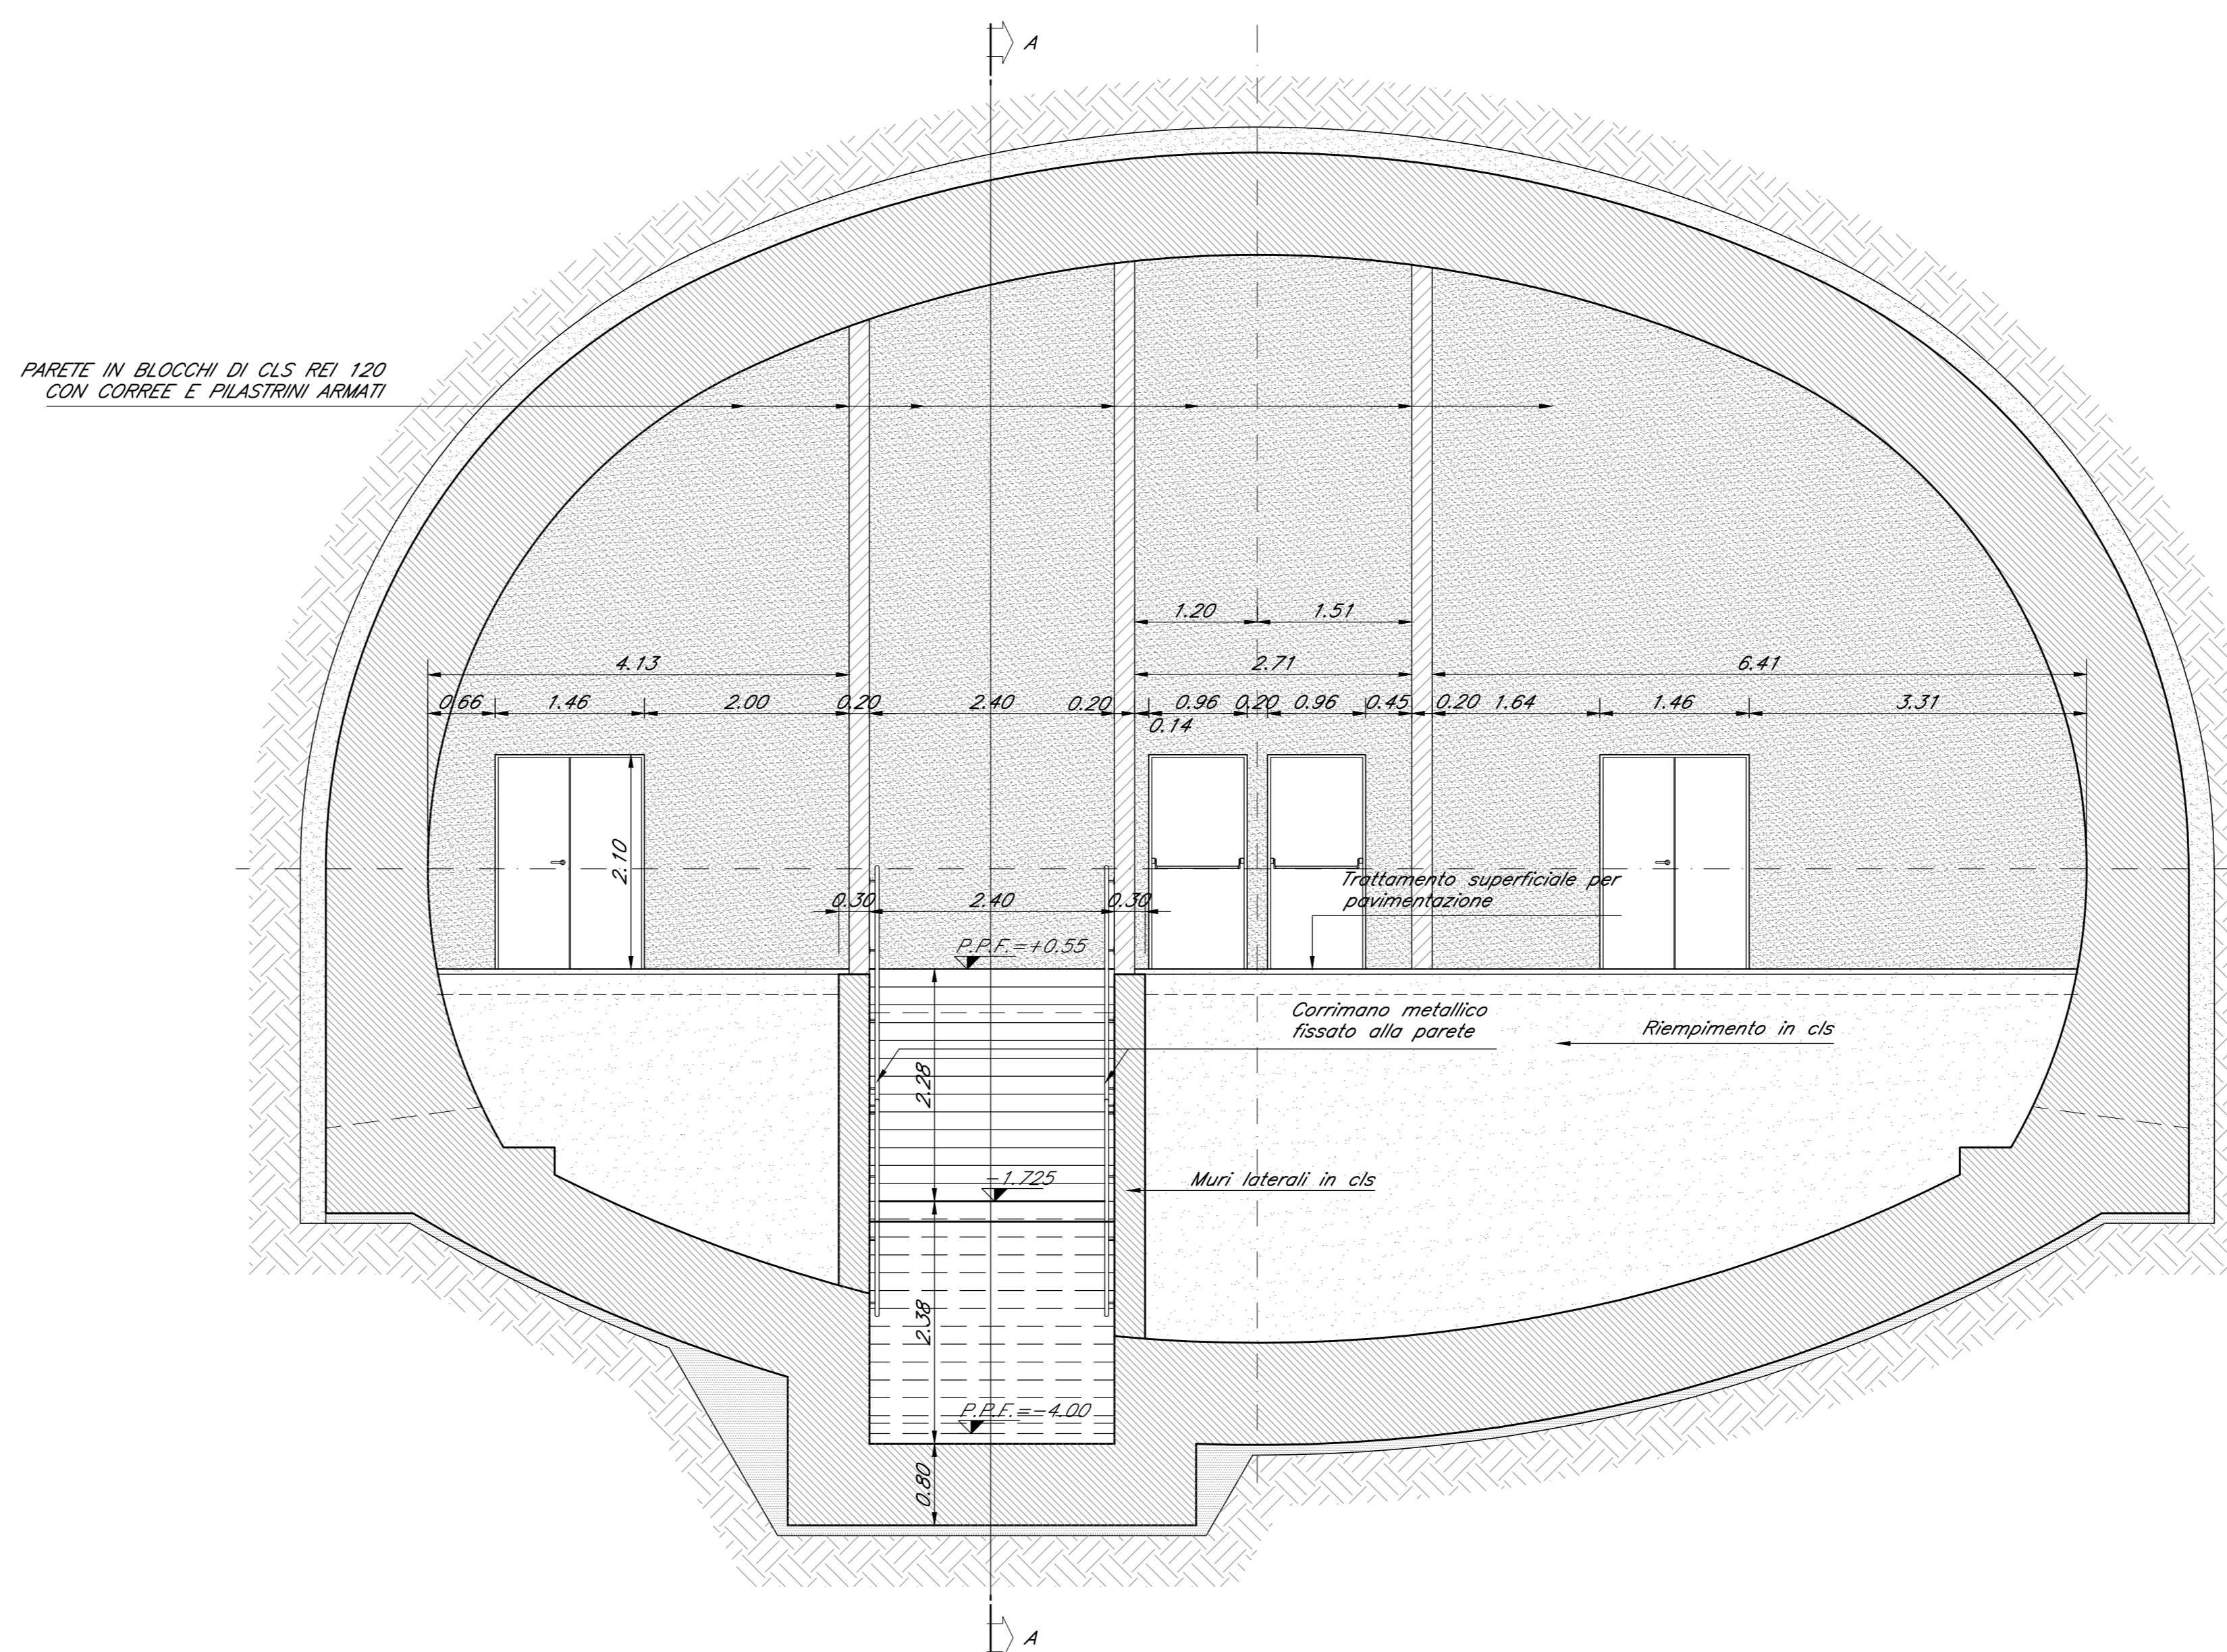 A
PARETE IN BLOCCHI DI CLS REI 120
CON CORREE E PILASTRINI ARMATI
1.20
1.51
4.13
2.71
6.41
0.66
1.46
2.00
0.20
2.40
0.20
0.96
0.20
0.96
0.45
0.20
1.64
1.46
3.31
0.14
2.10
Trattamento superficiale per
pavimentazione
0.30
2.40
0.30
P.P.F.=+0.55
Corrimano metallico
fissato alla parete
Riempimento in cls
2.28
-1.725
Muri laterali in cls
2.38
P.P.F.=-4.00
0.80
A